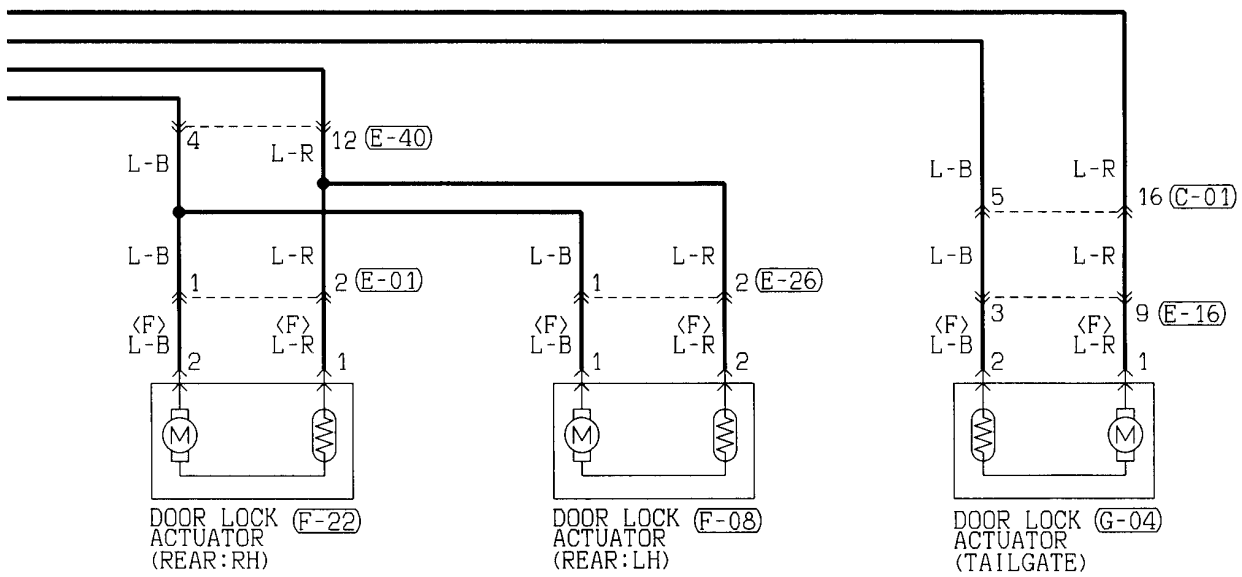 4 12 (E-40)
L-B L-R
L-B L-R
5 16 (C-01)
L-B L-R L-B L-R L-B L-R
1 2 (E-01) 1 2 (E-26)
3 9 (E-16)
<F> <F> <F> <F> <F> <F>
L-B L-R L-B L-R L-B L-R
2 1 1 2 2 1
M M M
DOOR LOCK (F-22)
ACTUATOR
(REAR:RH)
DOOR LOCK (F-08)
ACTUATOR
(REAR:LH)
DOOR LOCK (G-04)
ACTUATOR
(TAILGATE)